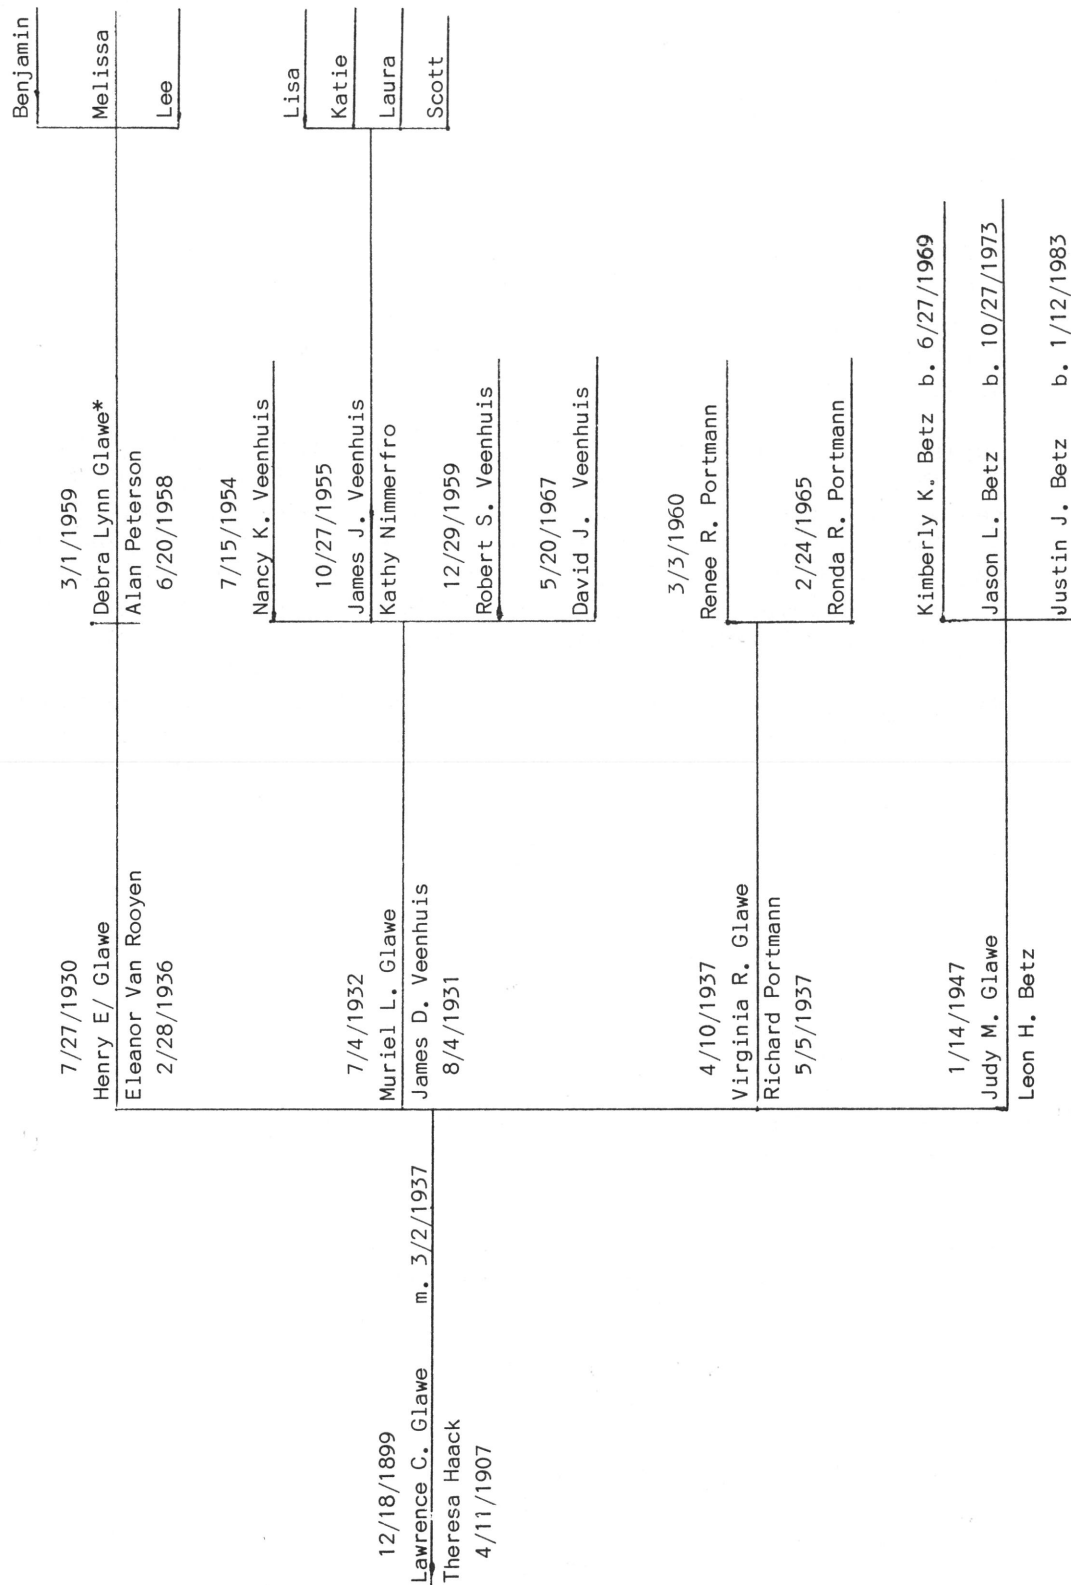 12/18/1899
Lawrence C. Glawe m. 3/2/1937
Theresa Haack
4/11/1907
7/27/1930
Henry E/ Glawe
Eleanor Van Rooyen
2/28/1936
7/4/1932
Muriel L. Glawe
James D. Veenhuis
8/4/1931
4/10/1937
Virginia R. Glawe
Richard Portmann
5/5/1937
1/14/1947
Judy M. Glawe
Leon H. Betz
3/1/1959
Debra Lynn Glawe*
Alan Peterson
6/20/1958
7/15/1954
Nancy K. Veenhuis
10/27/1955
James J. Veenhuis
Kathy Nimmerfro
12/29/1959
Robert S. Veenhuis
5/20/1967
David J. Veenhuis
3/3/1960
Renee R. Portmann
2/24/1965
Ronda R. Portmann
Kimberly K. Betz b. 6/27/1969
Jason L. Betz b. 10/27/1973
Justin J. Betz b. 1/12/1983
Benjamin
Melissa
Lee
Lisa
Katie
Laura
Scott